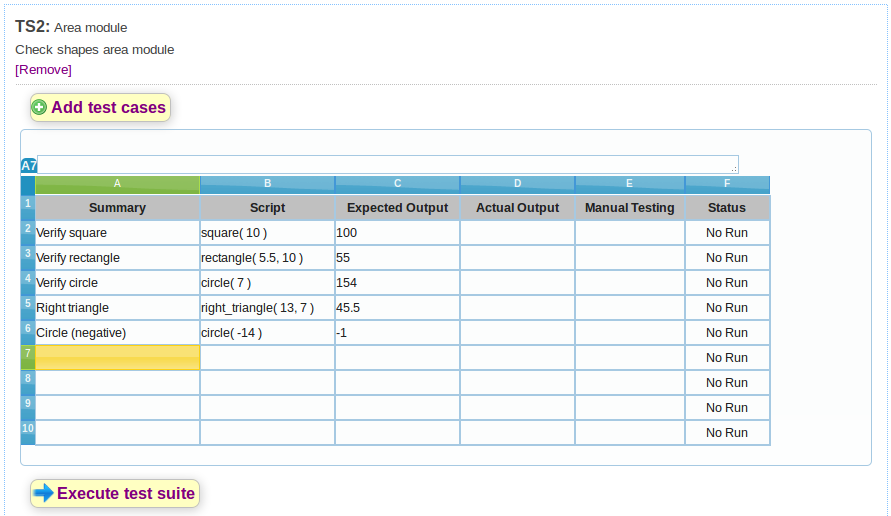 TS2: Area module
Check shapes area module
[Remove]
Add test cases
A7
A B C D E F
1 Summary Script Expected Output Actual Output Manual Testing Status
2 Verify square square( 10 ) 100 No Run
3 Verify rectangle rectangle( 5.5, 10 ) 55 No Run
4 Verify circle circle( 7 ) 154 No Run
5 Right triangle right_triangle( 13, 7 ) 45.5 No Run
6 Circle (negative) circle( -14 ) -1 No Run
7 No Run
8 No Run
9 No Run
10 No Run
Execute test suite